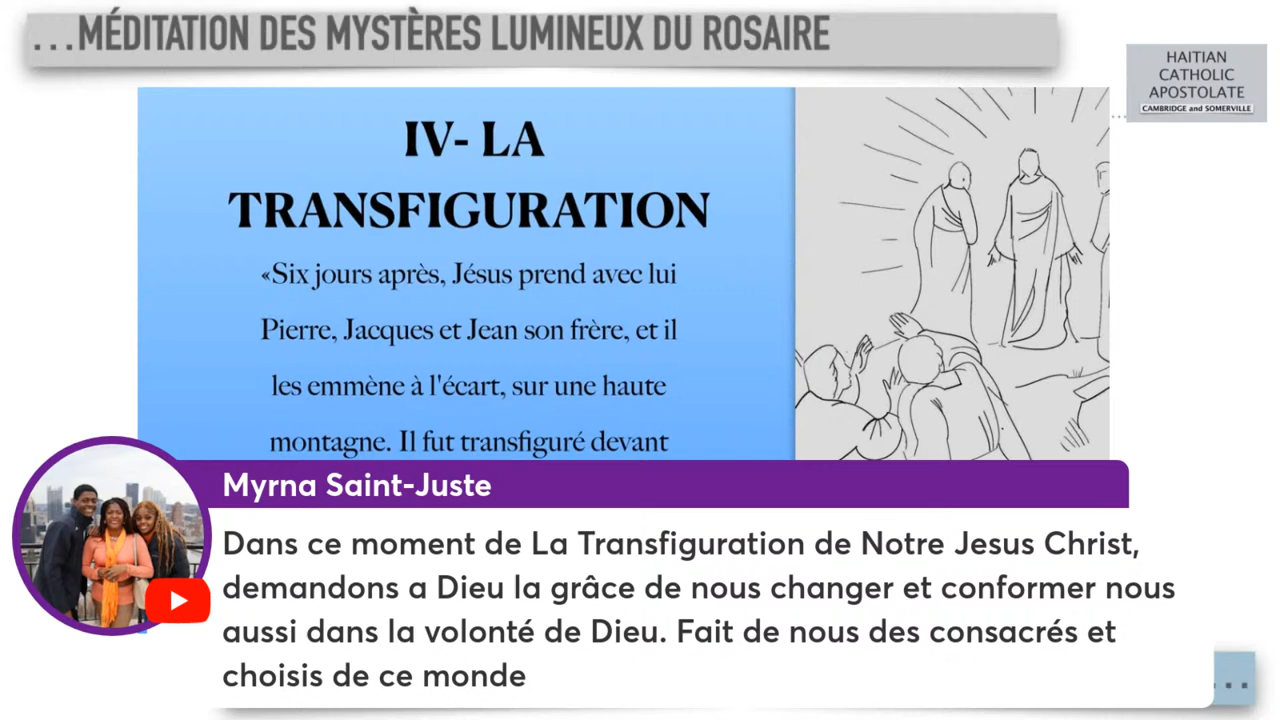 ...MÉDITATION DES MYSTÈRES LUMINEUX DU ROSAIRE
HAITIAN
CATHOLIC
APOSTOLATE
CAMBRIDGE and SOMERVILLE
IV- LA
TRANSFIGURATION
«Six jours après, Jésus prend avec lui
Pierre, Jacques et Jean son frère, et il
les emmène à l'écart, sur une haute
montagne. Il fut transfiguré devant
Myrna Saint-Juste
Dans ce moment de La Transfiguration de Notre Jesus Christ,
demandons a Dieu la grâce de nous changer et conformer nous
aussi dans la volonté de Dieu. Fait de nous des consacrés et
choisis de ce monde